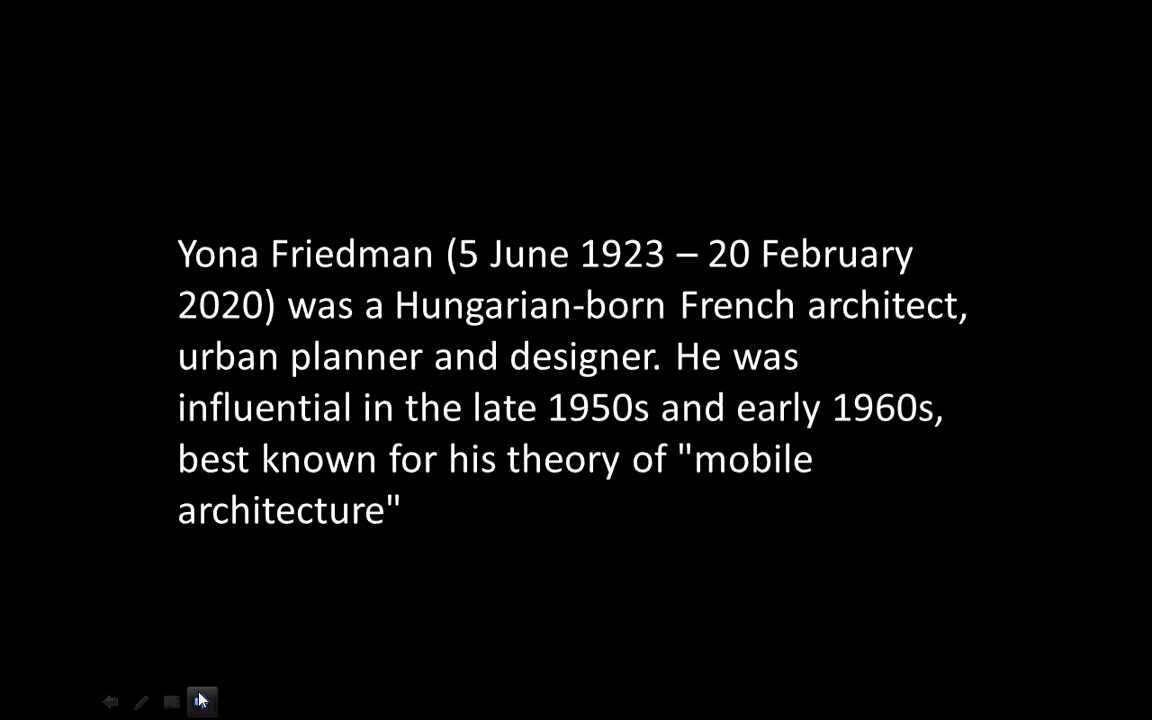 Yona Friedman (5 June 1923 – 20 February
2020) was a Hungarian-born French architect,
urban planner and designer. He was
influential in the late 1950s and early 1960s,
best known for his theory of "mobile
architecture"